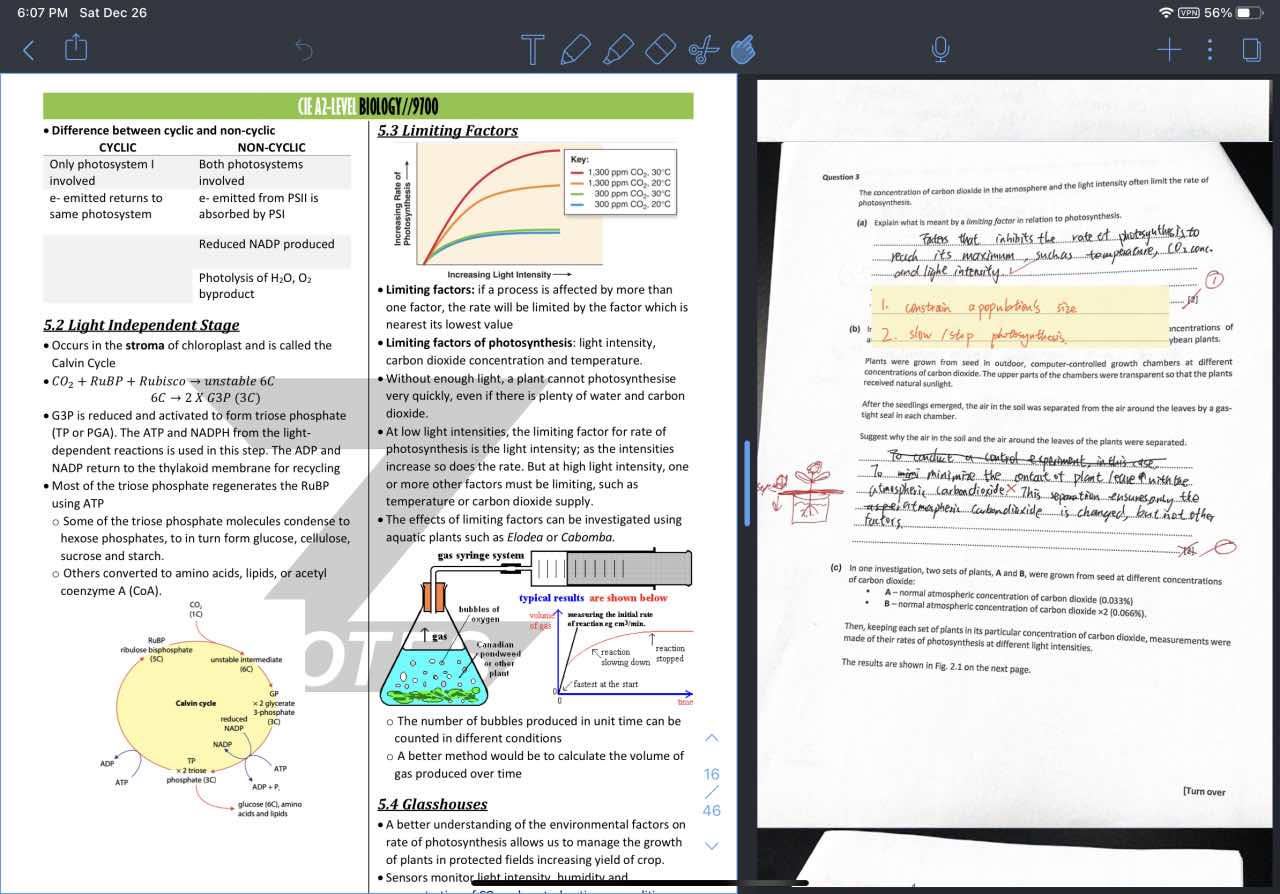 6:07 PM Sat Dec 26
VPN 56%
T
CIE A2-LEVEL BIOLOGY//9700
• Difference between cyclic and non-cyclic
CYCLIC NON-CYCLIC
Only photosystem I Both photosystems
involved involved
e- emitted returns to e- emitted from PSII is
same photosystem absorbed by PSI
Reduced NADP produced
Photolysis of H₂O, O₂
byproduct
5.2 Light Independent Stage
• Occurs in the stroma of chloroplast and is called the
Calvin Cycle
• CO₂ + RuBP + Rubisco → unstable 6C
6C → 2 X G3P (3C)
• G3P is reduced and activated to form triose phosphate
(TP or PGA). The ATP and NADPH from the light-
dependent reactions is used in this step. The ADP and
NADP return to the thylakoid membrane for recycling
• Most of the triose phosphate regenerates the RuBP
using ATP
o Some of the triose phosphate molecules condense to
hexose phosphates, to in turn form glucose, cellulose,
sucrose and starch.
o Others converted to amino acids, lipids, or acetyl
coenzyme A (CoA).
CO₂
(1C)
RuBP
ribulose bisphosphate
(5C)
unstable intermediate
(6C)
GP
× 2 glycerate
3-phosphate
(3C)
Calvin cycle
reduced
NADP
NADP
TP
× 2 triose
phosphate (3C)
ADP
ATP
ATP
ADP + Pᵢ
glucose (6C), amino
acids and lipids
5.3 Limiting Factors
Increasing Rate of
Photosynthesis
Key:
1,300 ppm CO₂, 30°C
1,300 ppm CO₂, 20°C
300 ppm CO₂, 30°C
300 ppm CO₂, 20°C
Increasing Light Intensity
• Limiting factors: if a process is affected by more than
one factor, the rate will be limited by the factor which is
nearest its lowest value
• Limiting factors of photosynthesis: light intensity,
carbon dioxide concentration and temperature.
• Without enough light, a plant cannot photosynthesise
very quickly, even if there is plenty of water and carbon
dioxide.
• At low light intensities, the limiting factor for rate of
photosynthesis is the light intensity; as the intensities
increase so does the rate. But at high light intensity, one
or more factors must be limiting, such as
temperature or carbon dioxide supply.
• The effects of limiting factors can be investigated using
aquatic plants such as Elodea or Cabomba.
gas syringe system
bubbles of
oxygen
gas
Canadian
pondweed
or other
plant
typical results are shown below
volume
of gas
measuring the initial rate
of reaction eg cm³/min.
reaction
slowing down
reaction
stopped
fastest at the start
0
0
time
o The number of bubbles produced in unit time can be
counted in different conditions
o A better method would be to calculate the volume of
gas produced over time
5.4 Glasshouses
• A better understanding of the environmental factors on
rate of photosynthesis allows us to manage the growth
of plants in protected fields increasing yield of crop.
• Sensors monitor light intensity, humidity and
16
46
Z
OTES
Question 3
The concentration of carbon dioxide in the atmosphere and the light intensity often limit the rate of
photosynthesis.
(a) Explain what is meant by a limiting factor in relation to photosynthesis.
Factors that inhibits the rate of photosynthesis to
reach its maximum, such as temperature, CO₂ conc.
and light intensity.
1
[2]
1. constrain a population's size
2. slow / stop photosynthesis.
(b)
ncentrations of
ybean plants.
Plants were grown from seed in outdoor, computer-controlled growth chambers at different
concentrations of carbon dioxide. The upper parts of the chambers were transparent so that the plants
received natural sunlight.
After the seedlings emerged, the air in the soil was separated from the air around the leaves by a gas-
tight seal in each chamber.
Suggest why the air in the soil and the air around the leaves of the plants were separated.
To conduct a control experiment, in this case
To mimi minimize the contact of plant leave with the
atmospheric carbondioxide This separation ensures only the
atmospheric Carbondioxide is changed, but not other
factors.
[2]
(c) In one investigation, two sets of plants, A and B, were grown from seed at different concentrations
of carbon dioxide:
• A – normal atmospheric concentration of carbon dioxide (0.033%)
• B – normal atmospheric concentration of carbon dioxide ×2 (0.066%).
Then, keeping each set of plants in its particular concentration of carbon dioxide, measurements were
made of their rates of photosynthesis at different light intensities.
The results are shown in Fig. 2.1 on the next page.
[Turn over